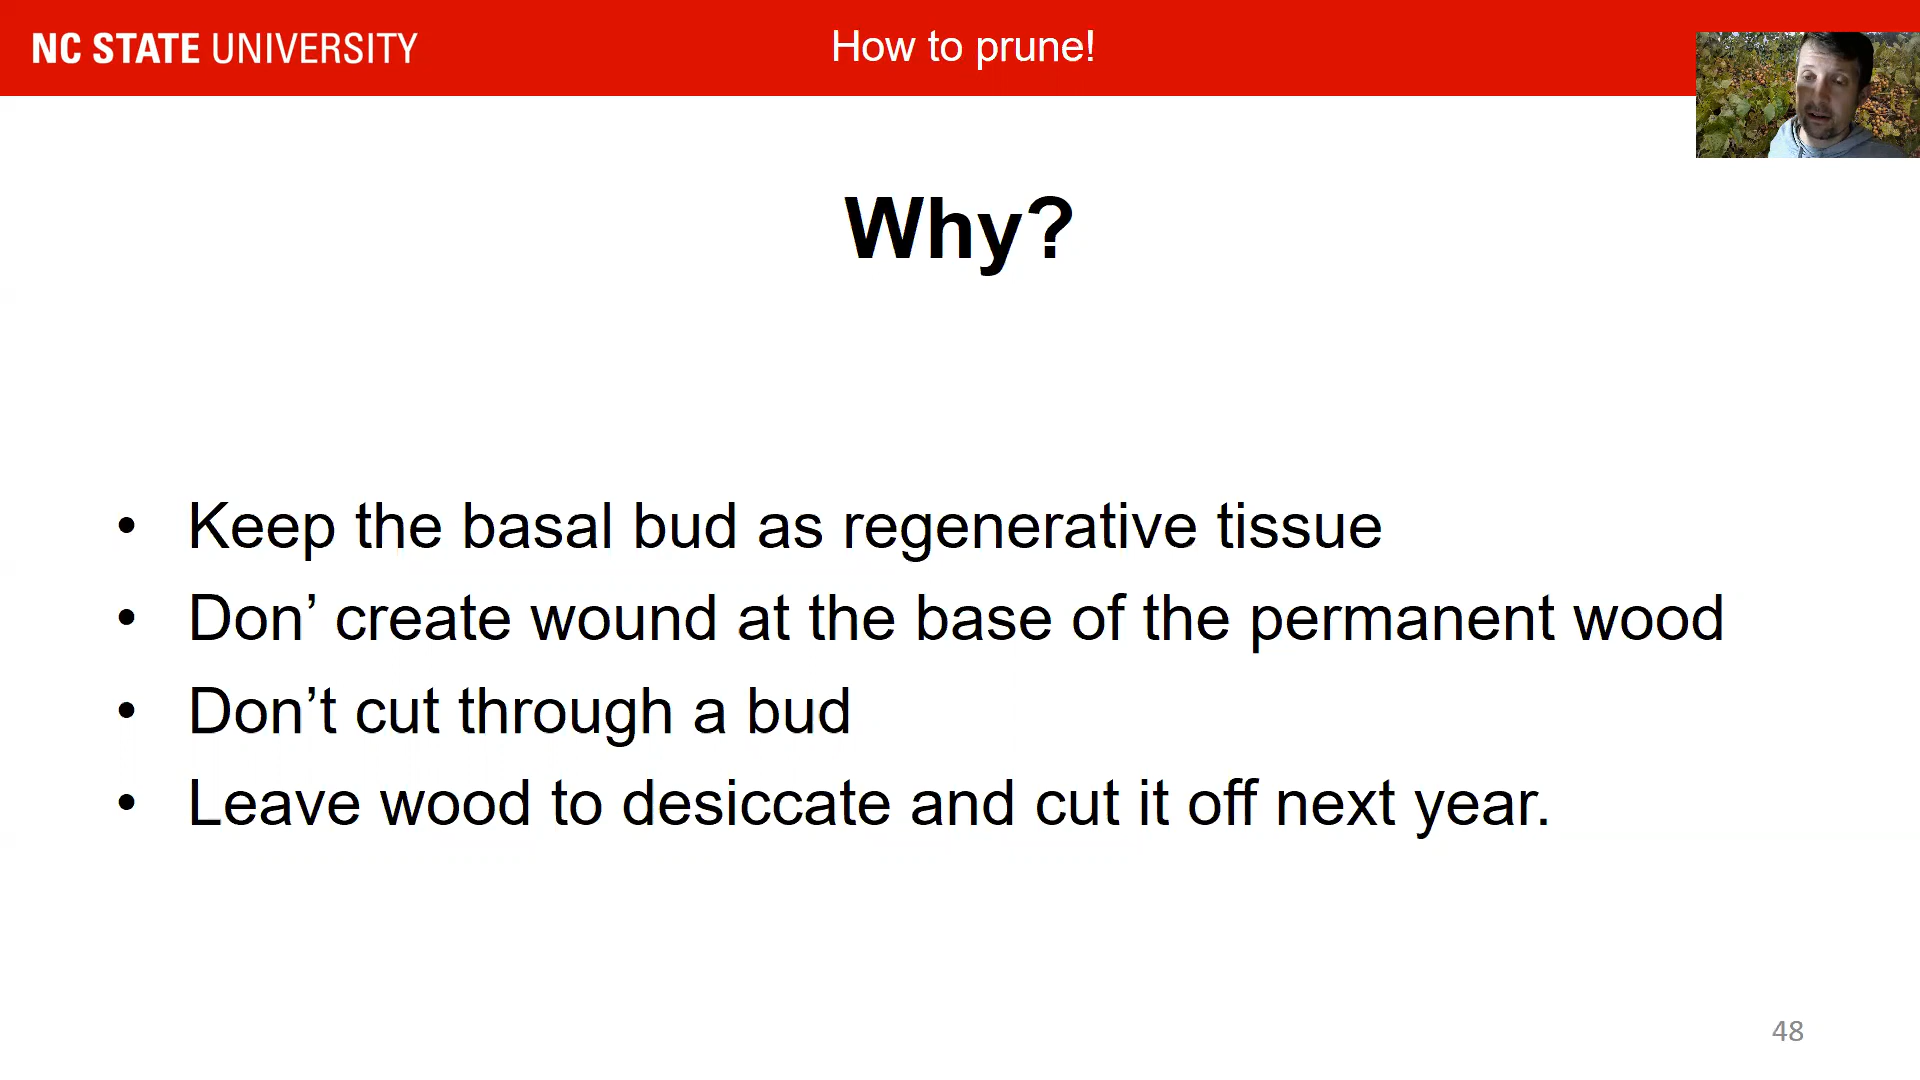 NC STATE UNIVERSITY
How to prune!
Why?
• Keep the basal bud as regenerative tissue
• Don’ create wound at the base of the permanent wood
• Don’t cut through a bud
• Leave wood to desiccate and cut it off next year.
48